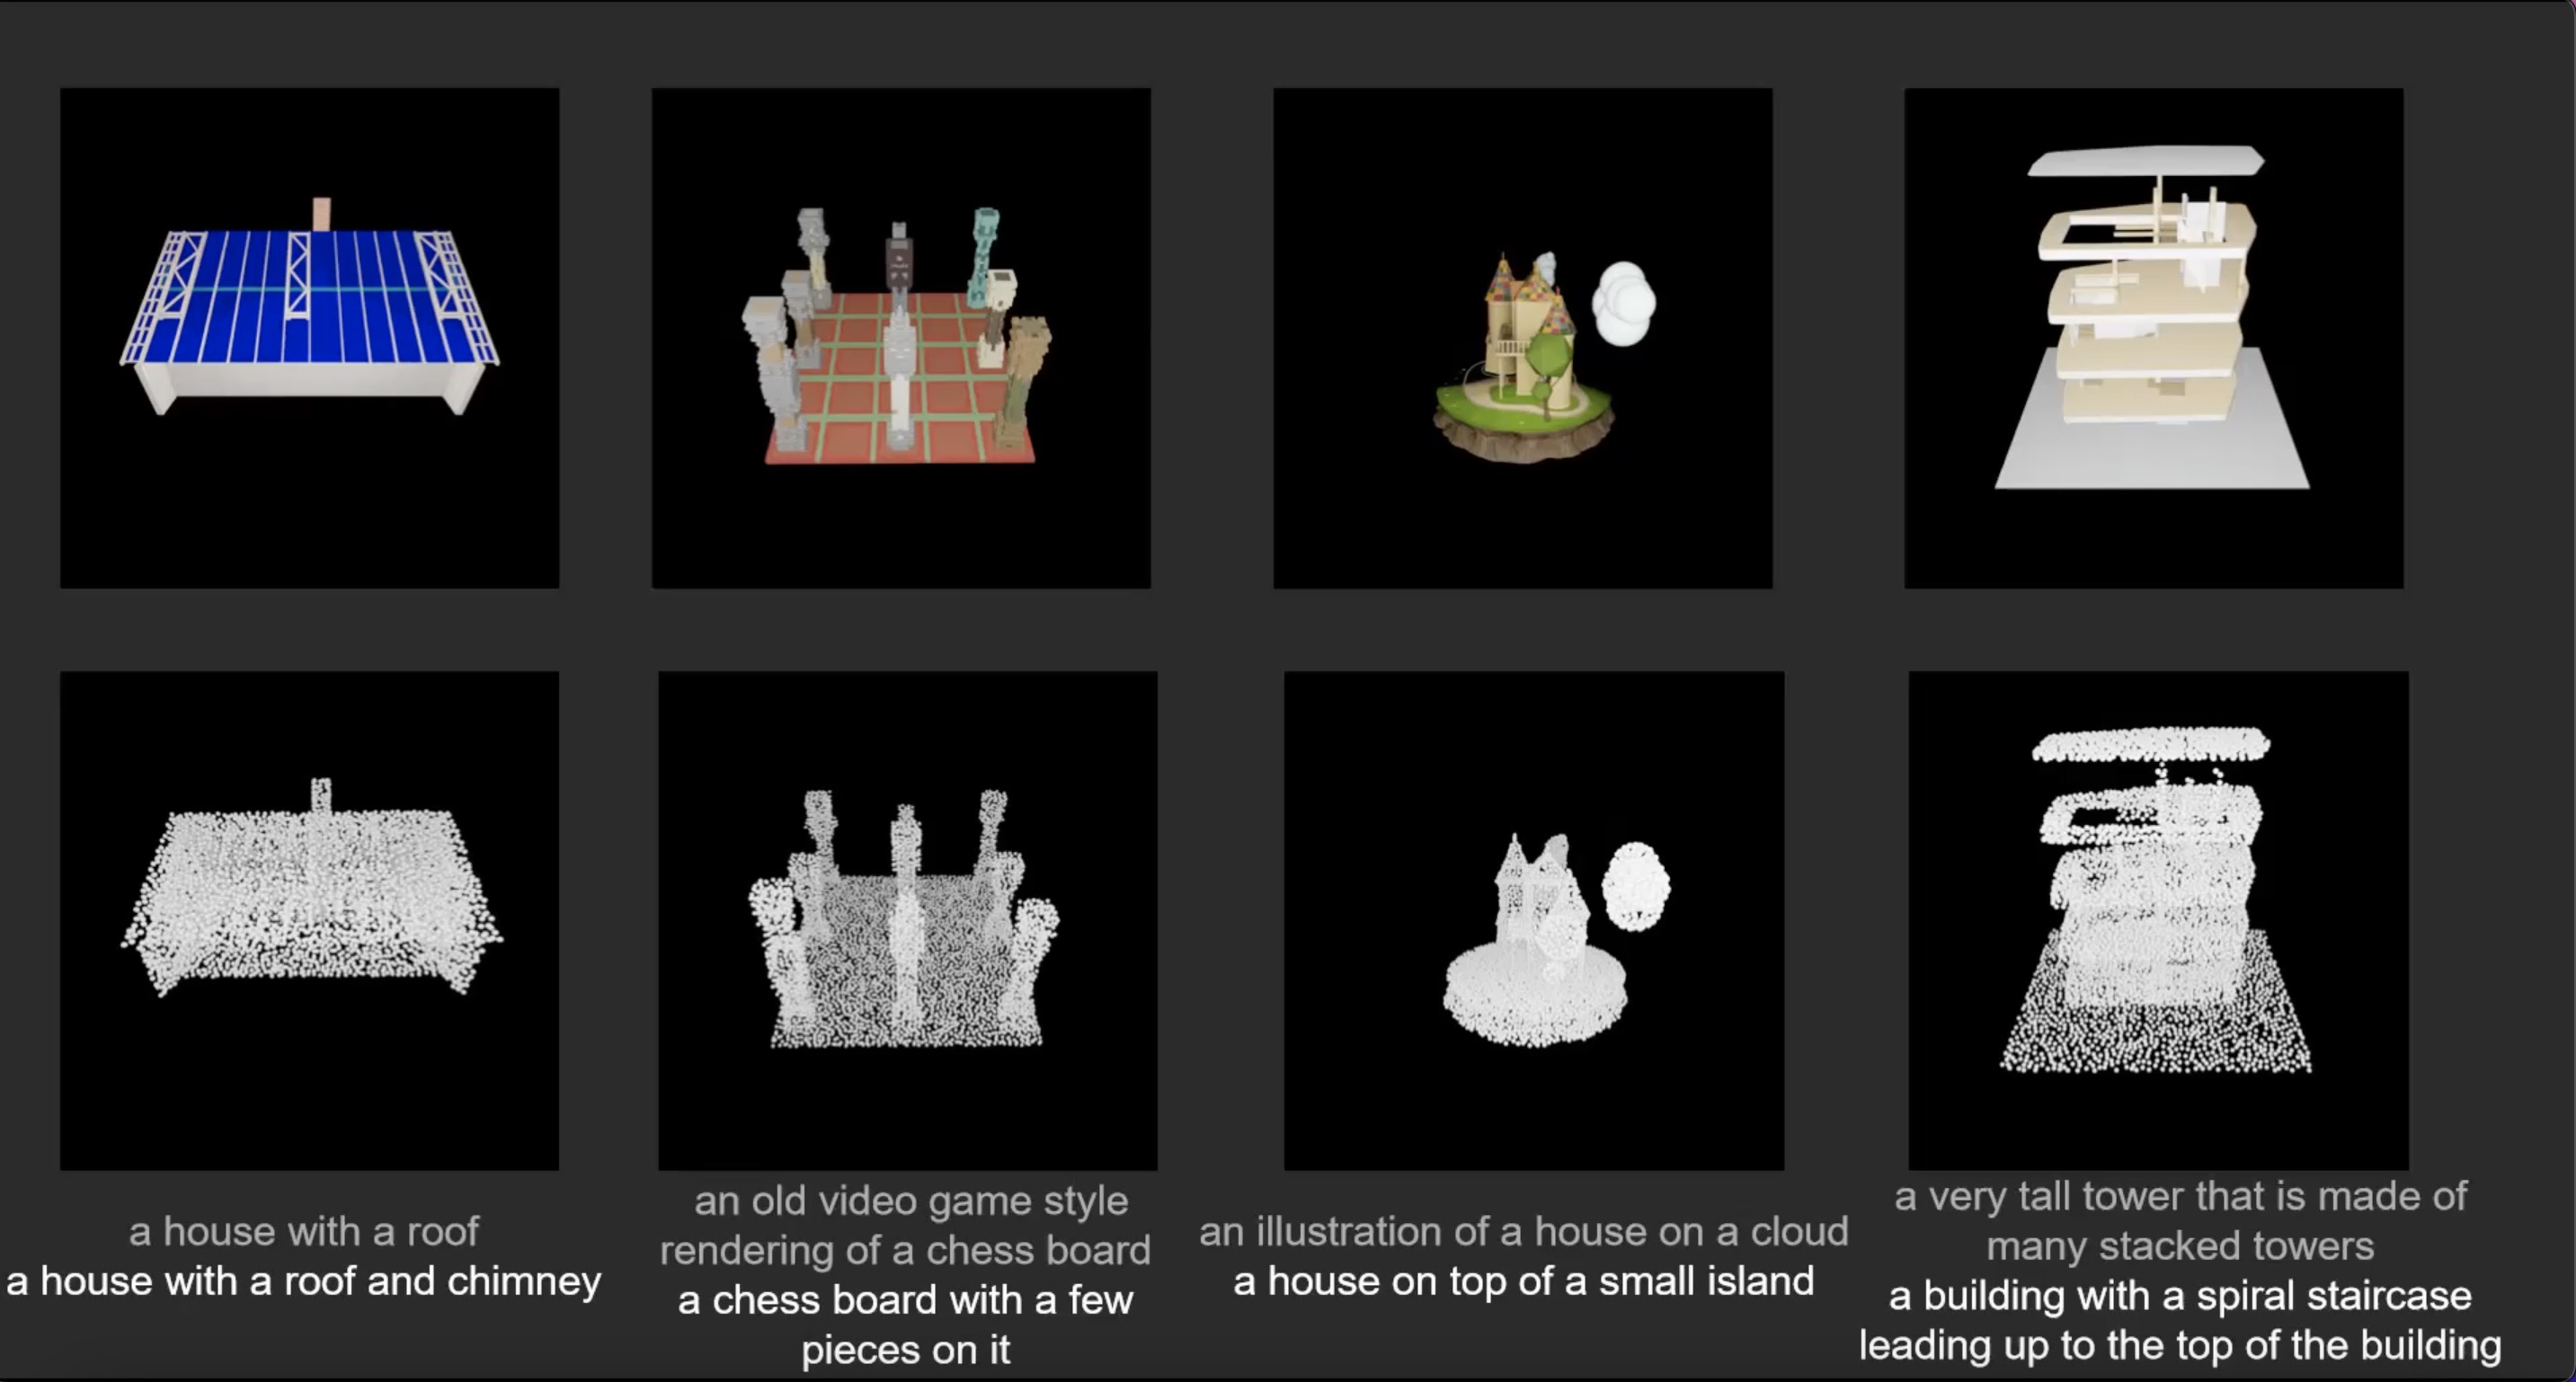 a house with a roof
a house with a roof and chimney
an old video game style
rendering of a chess board
a chess board with a few
pieces on it
an illustration of a house on a cloud
a house on top of a small island
a very tall tower that is made of
many stacked towers
a building with a spiral staircase
leading up to the top of the building